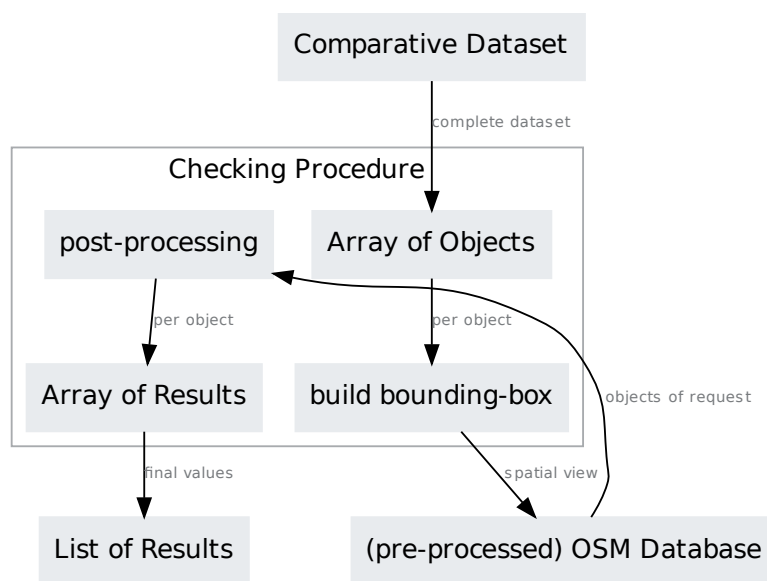 Comparative Dataset
complete dataset
Checking Procedure
post-processing
Array of Objects
per object
per object
Array of Results
build bounding-box
objects of request
final values
spatial view
List of Results
(pre-processed) OSM Database